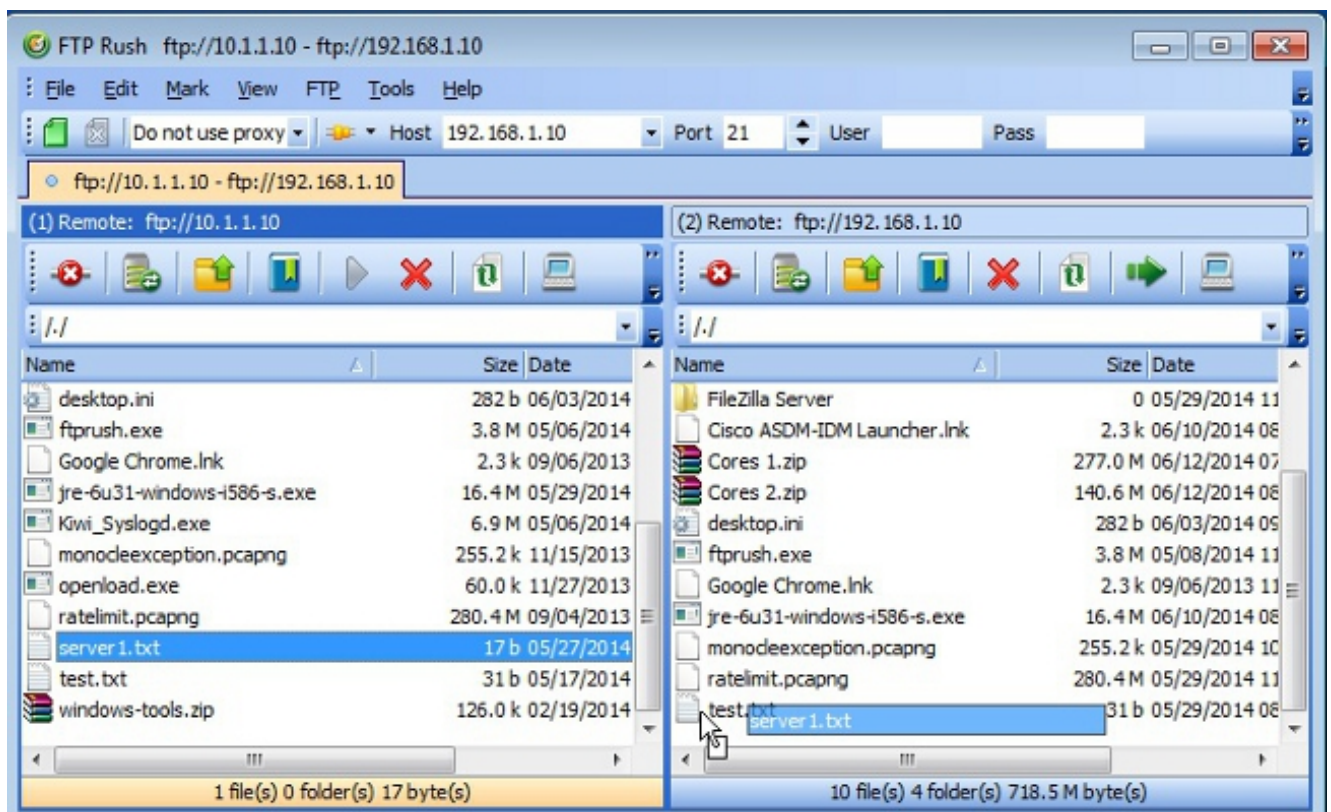 FTP Rush ftp://10.1.1.10 - ftp://192.168.1.10
File Edit Mark View FTP Tools Help
Do not use proxy Host 192.168.1.10 Port 21 User Pass
ftp://10.1.1.10 - ftp://192.168.1.10
(1) Remote: ftp://10.1.1.10
/./
Name Size Date
desktop.ini 282 b 06/03/2014
ftprush.exe 3.8 M 05/06/2014
Google Chrome.lnk 2.3 k 09/06/2013
jre-6u31-windows-i586-s.exe 16.4 M 05/29/2014
Kiwi_Syslogd.exe 6.9 M 05/06/2014
monocleexception.pcapng 255.2 k 11/15/2013
openload.exe 60.0 k 11/27/2013
ratelimit.pcapng 280.4 M 09/04/2013
server1.txt 17 b 05/27/2014
test.txt 31 b 05/17/2014
windows-tools.zip 126.0 k 02/19/2014
1 file(s) 0 folder(s) 17 byte(s)
(2) Remote: ftp://192.168.1.10
/./
Name Size Date
FileZilla Server 0 05/29/2014 11
Cisco ASDM-IDM Launcher.lnk 2.3 k 06/10/2014 08
Cores 1.zip 277.0 M 06/12/2014 07
Cores 2.zip 140.6 M 06/12/2014 08
desktop.ini 282 b 06/03/2014 09
ftprush.exe 3.8 M 05/08/2014 11
Google Chrome.lnk 2.3 k 09/06/2013 11
jre-6u31-windows-i586-s.exe 16.4 M 06/10/2014 08
monocleexception.pcapng 255.2 k 05/29/2014 10
ratelimit.pcapng 280.4 M 05/29/2014 11
test.txt 31 b 05/29/2014 08
server1.txt
10 file(s) 4 folder(s) 718.5 M byte(s)